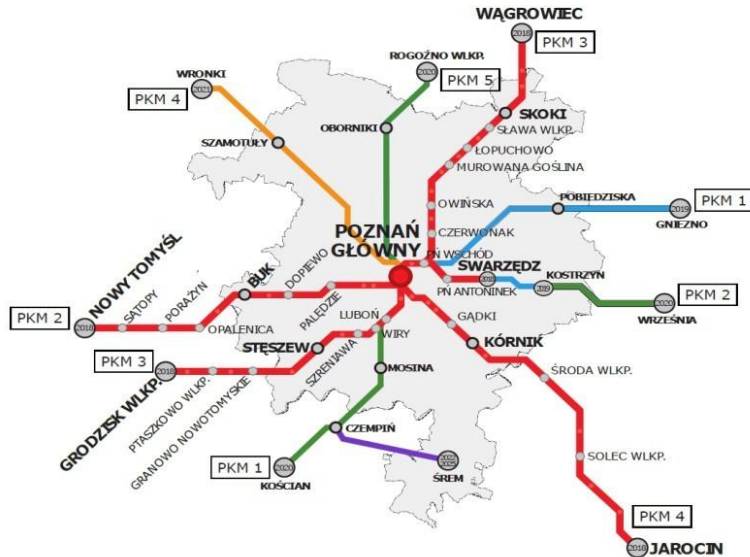 WĄGROWIEC
2018
PKM 3
ROGOŹNO WLKP.
2020
PKM 5
WRONKI
2021
PKM 4
SKOKI
SŁAWA WLKP.
OBORNIKI
SZAMOTUŁY
ŁOPUCHOWO
MUROWANA GOŚLINA
POBIEDZISKA
PKM 1
2019
GNIEZNO
OWIŃSKA
CZERWONAK
POZNAŃ
GŁÓWNY
PŃ WSCHÓD
SWARZĘDZ
KOSTRZYN
2019
PŃ ANTONINEK
PKM 2
2020
WRZEŚNIA
NOWY TOMYŚL
BUK
DOPIEWO
PALĘDZIE
SĄTOPY
PORAŻYN
OPALENICA
PKM 2
2018
LUBOŃ
WIRY
GĄDKI
KÓRNIK
STĘSZEW
SZRENIAWA
PKM 3
2018
GRODZISK WLKP.
PTASZKOWO WLKP.
GRANOWO NOWOTOMYSKIE
MOSINA
ŚRODA WLKP.
CZEMPIŃ
PKM 1
2020
KOŚCIAN
ŚREM
SOLEC WLKP.
PKM 4
2018
JAROCIN